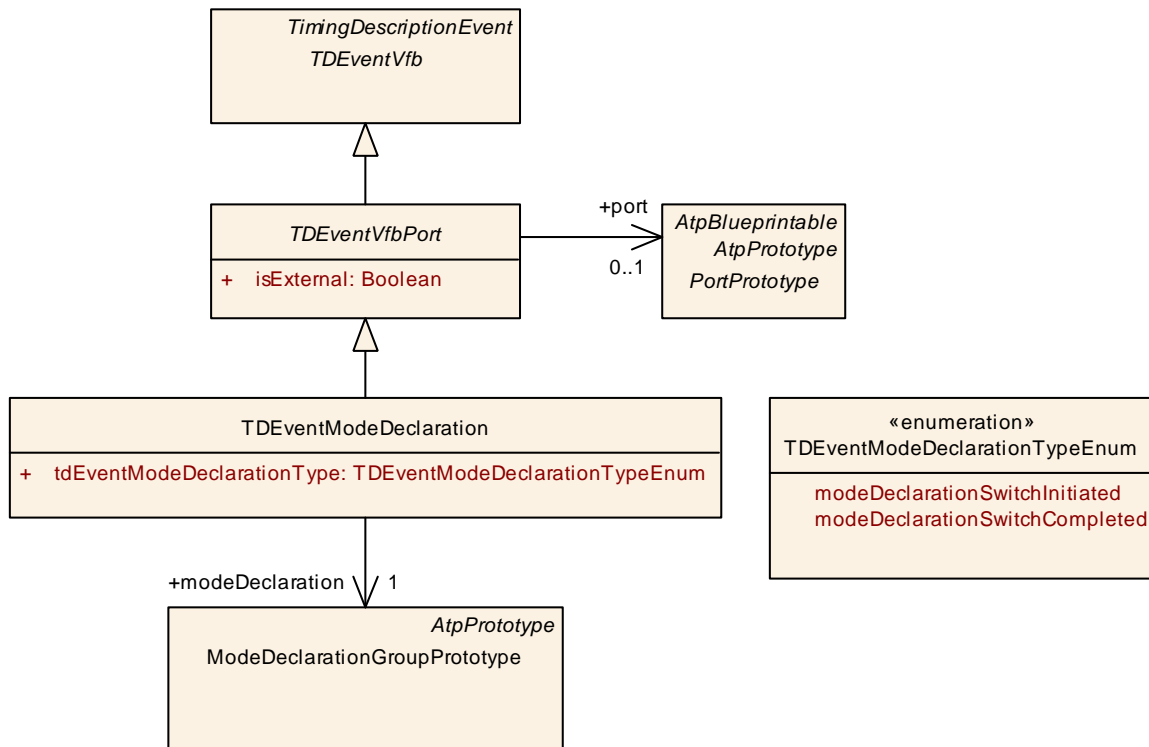 TimingDescriptionEvent
TDEventVfb
TDEventVfbPort
+ isExternal: Boolean
+port
0..1
AtpBlueprintable
AtpPrototype
PortPrototype
TDEventModeDeclaration
+ tdEventModeDeclarationType: TDEventModeDeclarationTypeEnum
«enumeration»
TDEventModeDeclarationTypeEnum
modeDeclarationSwitchInitiated
modeDeclarationSwitchCompleted
+modeDeclaration 1
AtpPrototype
ModeDeclarationGroupPrototype